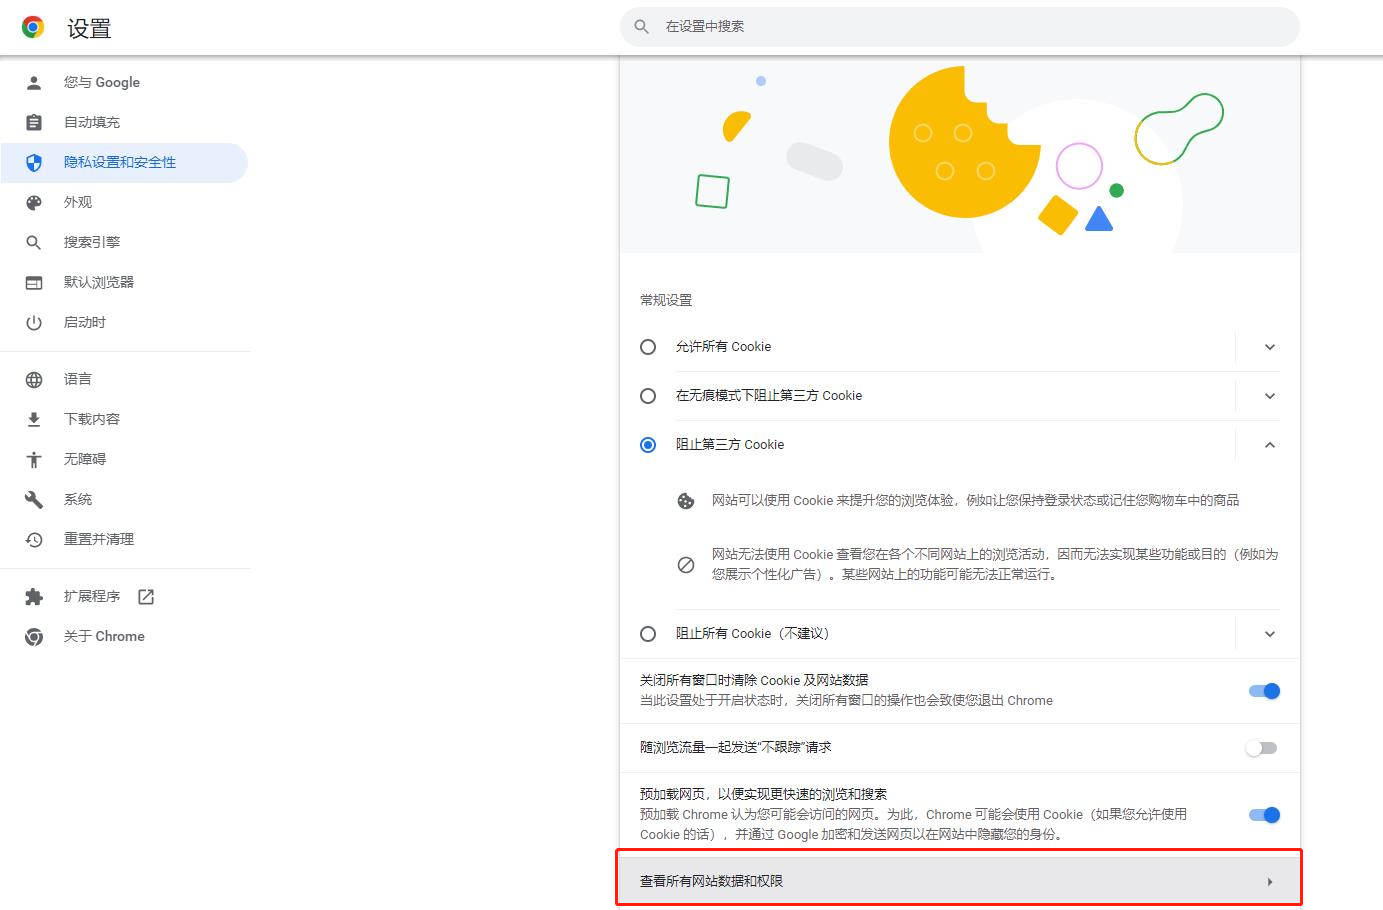 设置
在设置中搜索
您与 Google
自动填充
隐私设置和安全性
外观
搜索引擎
默认浏览器
启动时
语言
下载内容
无障碍
系统
重置并清理
扩展程序
关于 Chrome
常规设置
允许所有 Cookie
在无痕模式下阻止第三方 Cookie
阻止第三方 Cookie
网站可以使用 Cookie 来提升您的浏览体验，例如让您保持登录状态或记住您购物车中的商品
网站无法使用 Cookie 查看您在各个不同网站上的浏览活动，因而无法实现某些功能或目的（例如为
您展示个性化广告）。某些网站上的功能可能无法正常运行。
阻止所有 Cookie（不建议）
关闭所有窗口时清除 Cookie 及网站数据
当此设置处于开启状态时，关闭所有窗口的操作也会致使您退出 Chrome
随浏览流量一起发送“不跟踪”请求
预加载网页，以便实现更快速的浏览和搜索
预加载 Chrome 认为您可能会访问的网页。为此，Chrome 可能会使用 Cookie（如果您允许使用
Cookie 的话），并通过 Google 加密和发送网页以在网站中隐藏您的身份。
查看所有网站数据和权限